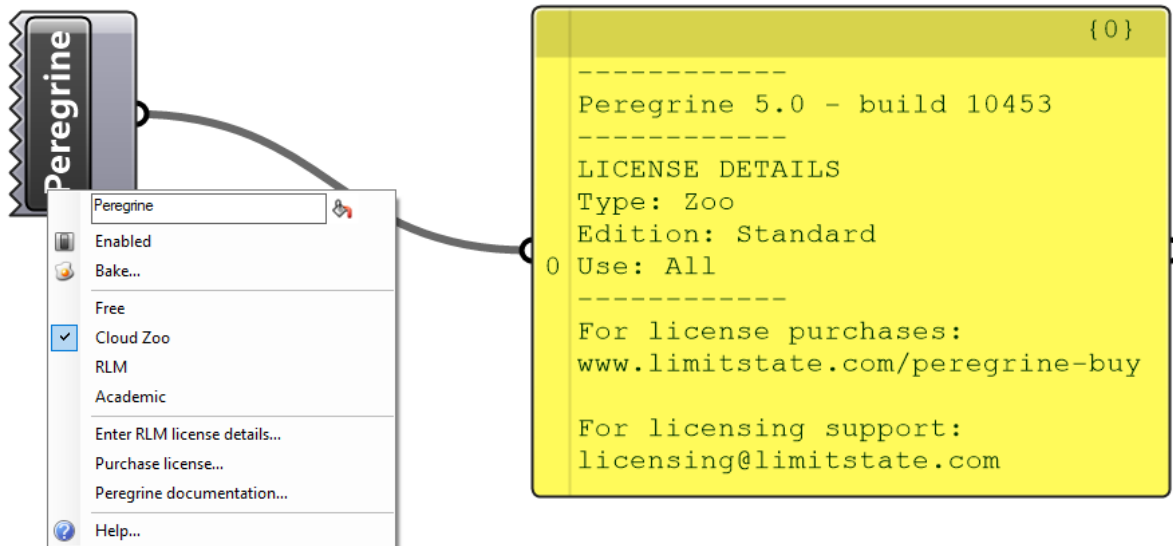 Peregrine
Peregrine
Enabled
Bake...
Free
Cloud Zoo
RLM
Academic
Enter RLM license details...
Purchase license...
Peregrine documentation...
Help...
{0}
0
------------
Peregrine 5.0 - build 10453
------------
LICENSE DETAILS
Type: Zoo
Edition: Standard
Use: All
------------
For license purchases:
www.limitstate.com/peregrine-buy
For licensing support:
licensing@limitstate.com